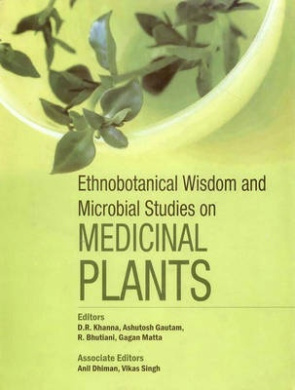 Ethnobotanical Wisdom and
Microbial Studies on
MEDICINAL
PLANTS
Editors
D.R. Khanna, Ashutosh Gautam,
R. Bhutiani, Gagan Matta
Associate Editors
Anil Dhiman, Vikas Singh